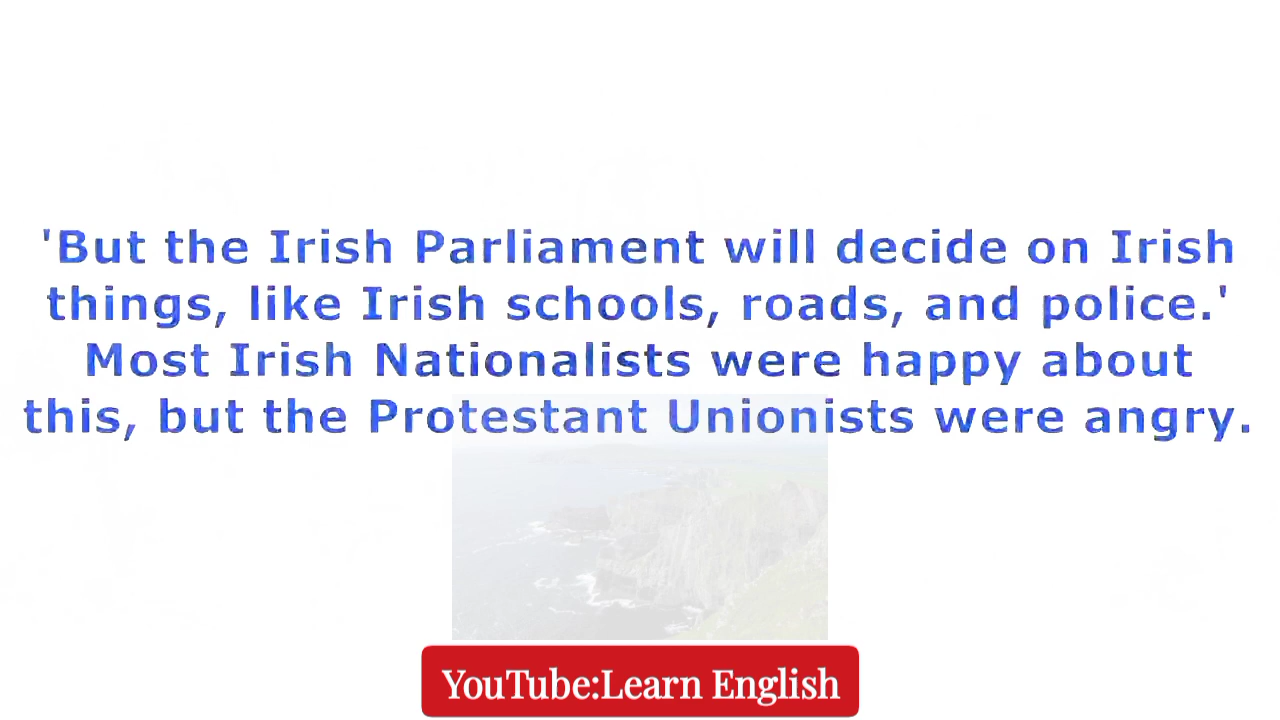 'But the Irish Parliament will decide on Irish
things, like Irish schools, roads, and police.'
Most Irish Nationalists were happy about
this, but the Protestant Unionists were angry.
YouTube:Learn English